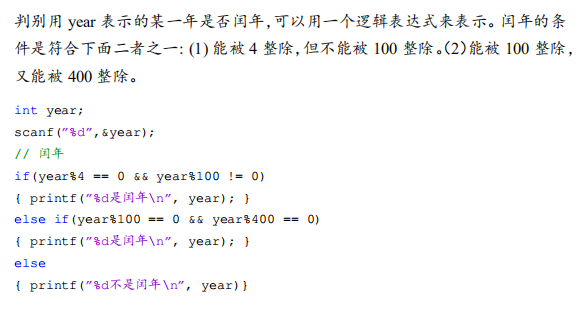 判别用 year 表示的某一年是否闰年,可以用一个逻辑表达式来表示。闰年的条
件是符合下面二者之一: (1) 能被 4 整除,但不能被 100 整除。(2)能被 100 整除,
又能被 400 整除。
int year;
scanf(”%d”,&year);
// 闰年
if(year%4 == 0 && year%100 != 0)
{ printf(”%d是闰年\n”, year); }
else if(year%100 == 0 && year%400 == 0)
{ printf(”%d是闰年\n”, year); }
else
{ printf(”%d不是闰年\n”, year)}